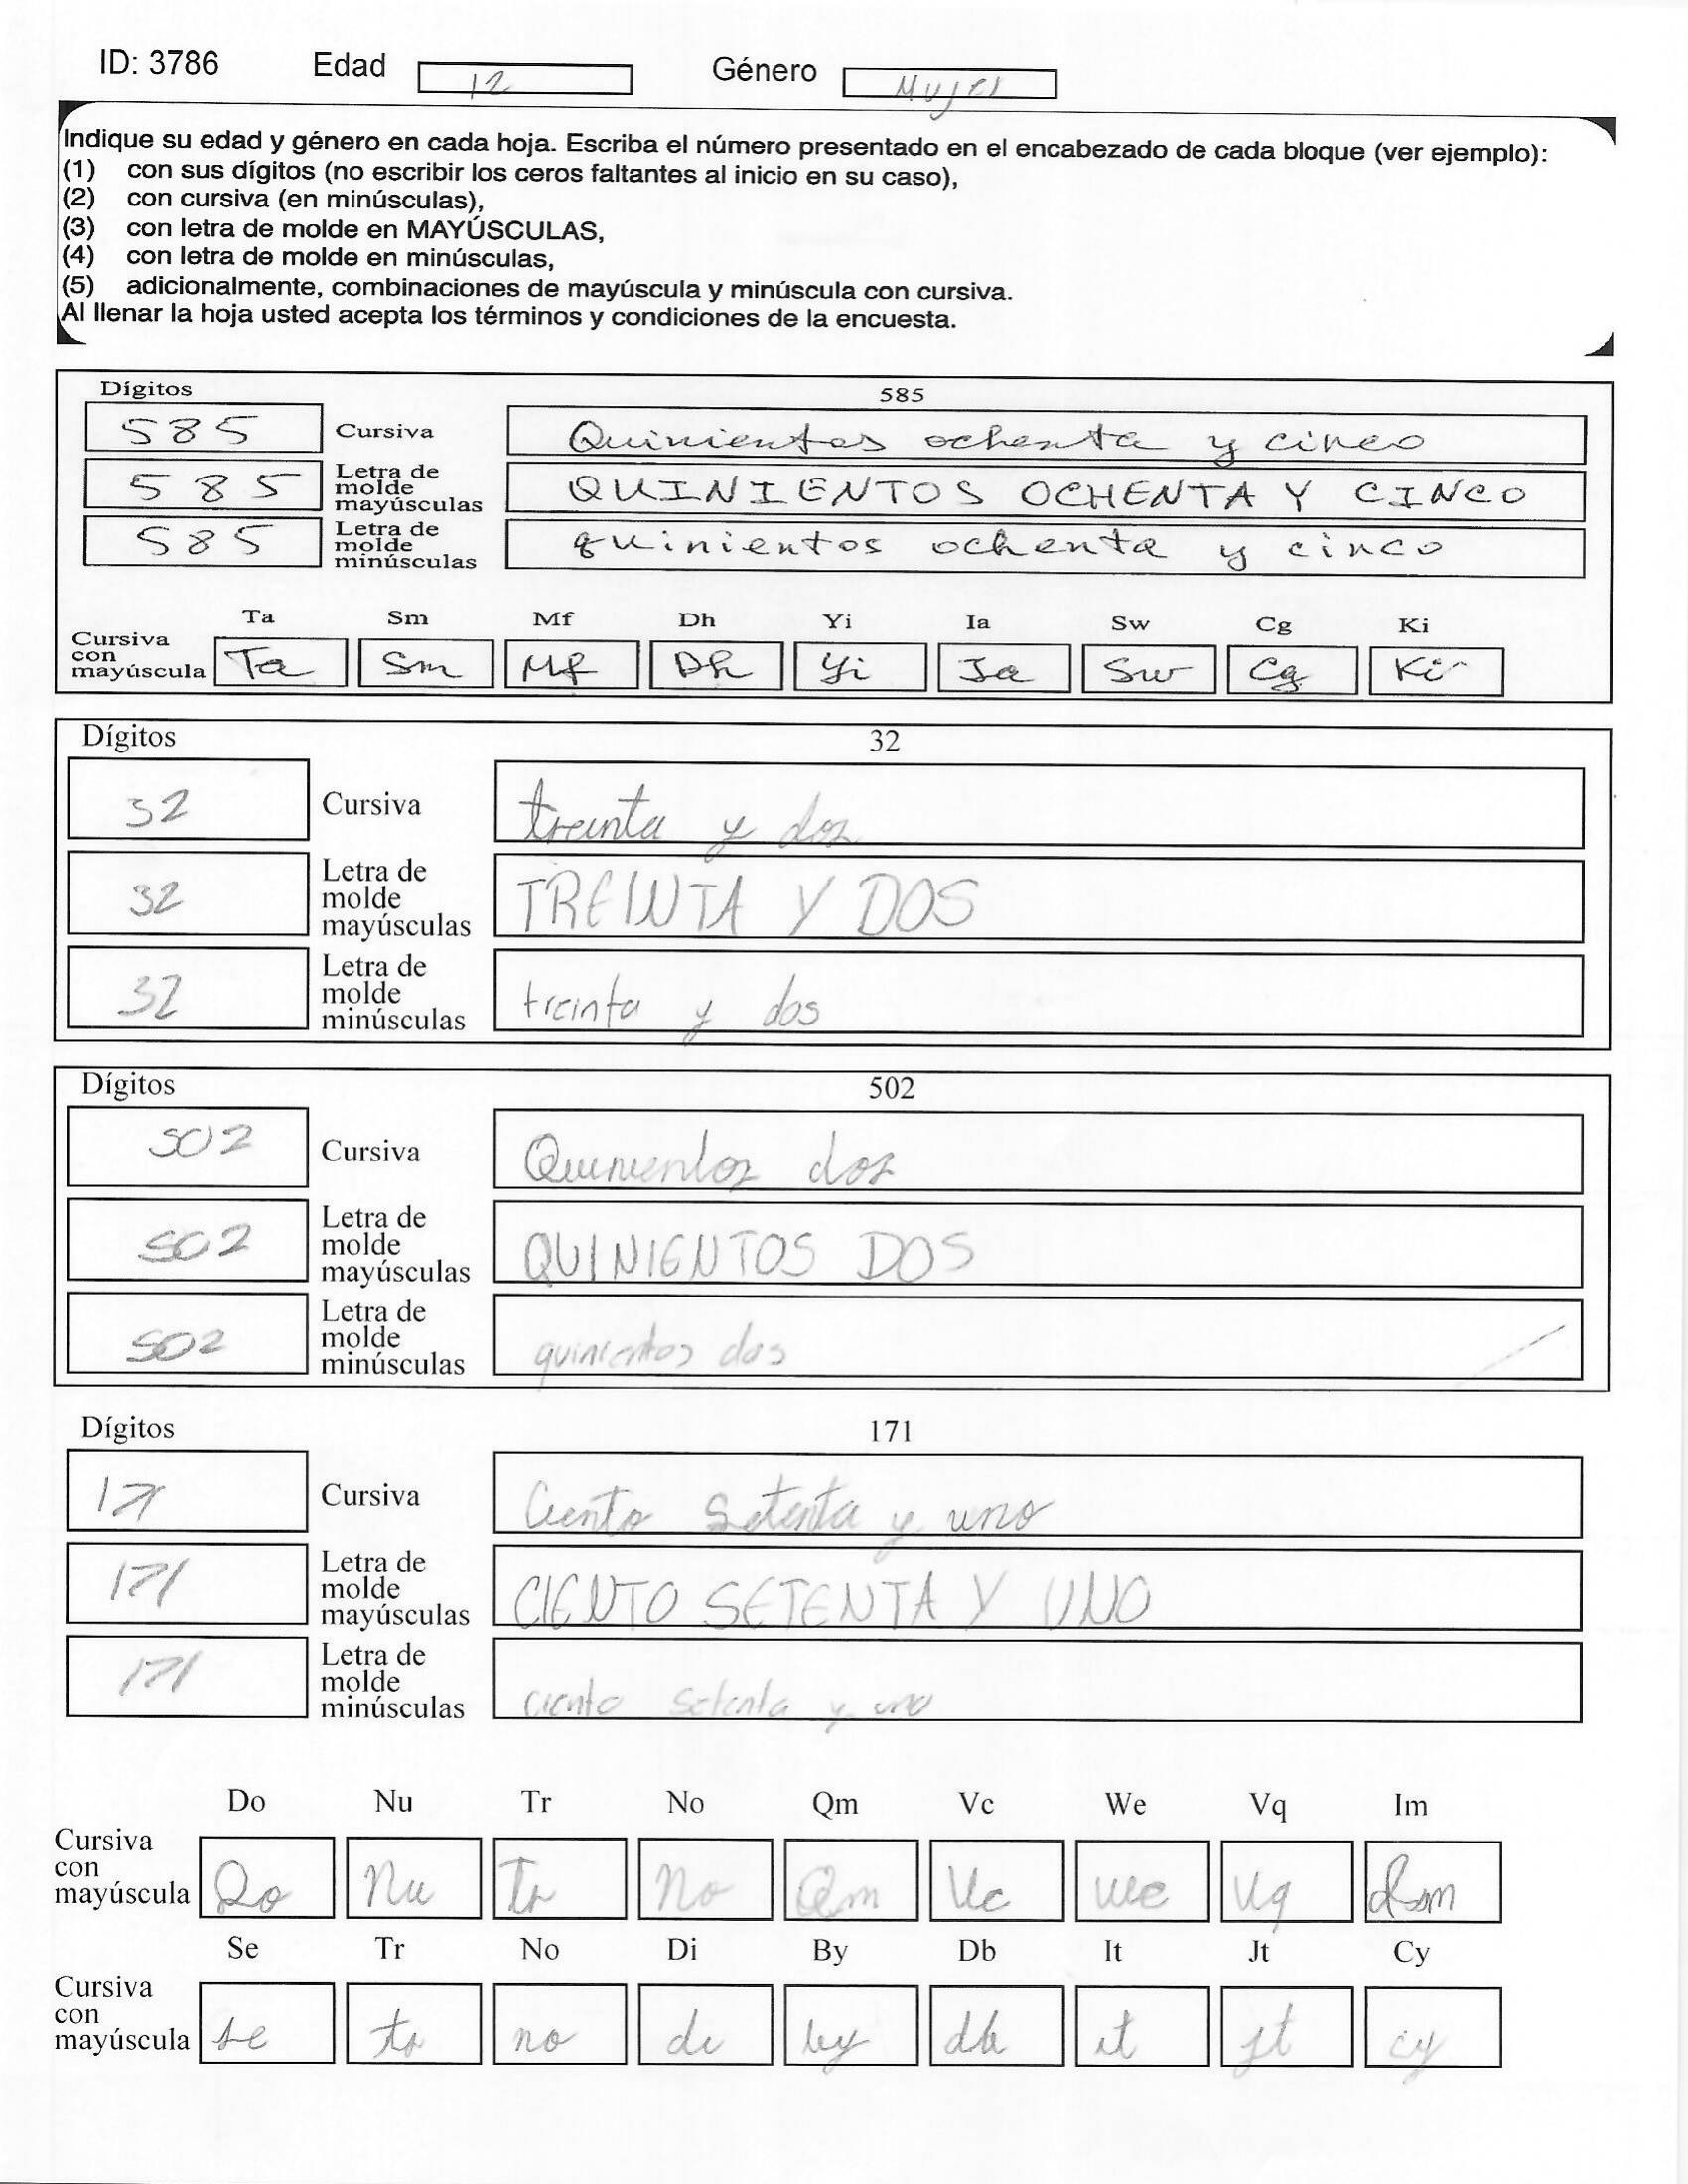 ID: 3786 Edad 12 Género Mujer
Indique su edad y género en cada hoja. Escriba el número presentado en el encabezado de cada bloque (ver ejemplo):
(1) con sus dígitos (no escribir los ceros faltantes al inicio en su caso),
(2) con cursiva (en minúsculas),
(3) con letra de molde en MAYÚSCULAS,
(4) con letra de molde en minúsculas,
(5) adicionalmente, combinaciones de mayúscula y minúscula con cursiva.
Al llenar la hoja usted acepta los términos y condiciones de la encuesta.
Dígitos 585
585 Cursiva Quinientos ochenta y cinco
585 Letra de molde mayúsculas QUINIENTOS OCHENTA Y CINCO
585 Letra de molde minúsculas quinientos ochenta y cinco
Ta Sm Mf Dh Yi Ia Sw Cg Ki
Cursiva con mayúscula Ta Sm Mf Dh Yi Ia Sw Cg Ki
Dígitos 32
32 Cursiva treinta y dos
32 Letra de molde mayúsculas TREINTA Y DOS
32 Letra de molde minúsculas treinta y dos
Dígitos 502
502 Cursiva Quinientos dos
502 Letra de molde mayúsculas QUINIENTOS DOS
502 Letra de molde minúsculas quinientos dos
Dígitos 171
171 Cursiva Ciento Setenta y uno
171 Letra de molde mayúsculas CIENTO SETENTA Y UNO
171 Letra de molde minúsculas ciento setenta y uno
Do Nu Tr No Qm Vc We Vq Im
Cursiva con mayúscula Do Nu Tr No Qm Vc We Vq Im
Se Tr No Di By Db It Jt Cy
Cursiva con mayúscula se tr no di by db it jt cy